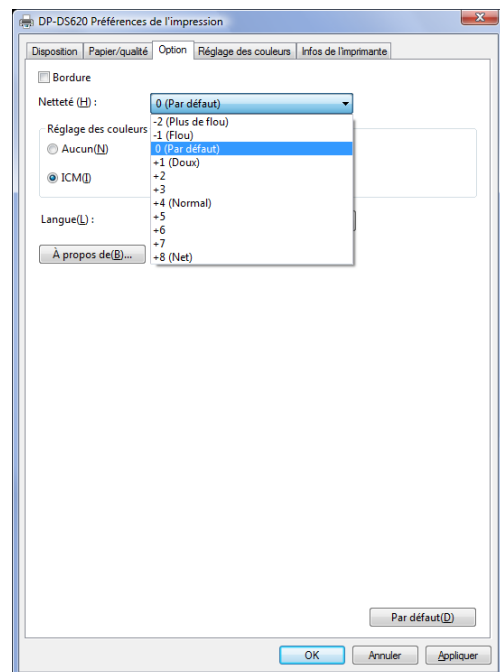 DP-DS620 Préférences de l'impression
Disposition Papier/qualité Option Réglage des couleurs Infos de l'imprimante
Bordure
Netteté (H) : 0 (Par défaut)
-2 (Plus de flou)
-1 (Flou)
0 (Par défaut)
+1 (Doux)
+2
+3
+4 (Normal)
+5
+6
+7
+8 (Net)
Réglage des couleurs
Aucun(N)
ICM(I)
Langue(L) :
À propos de(B)...
Par défaut(D)
OK Annuler Appliquer